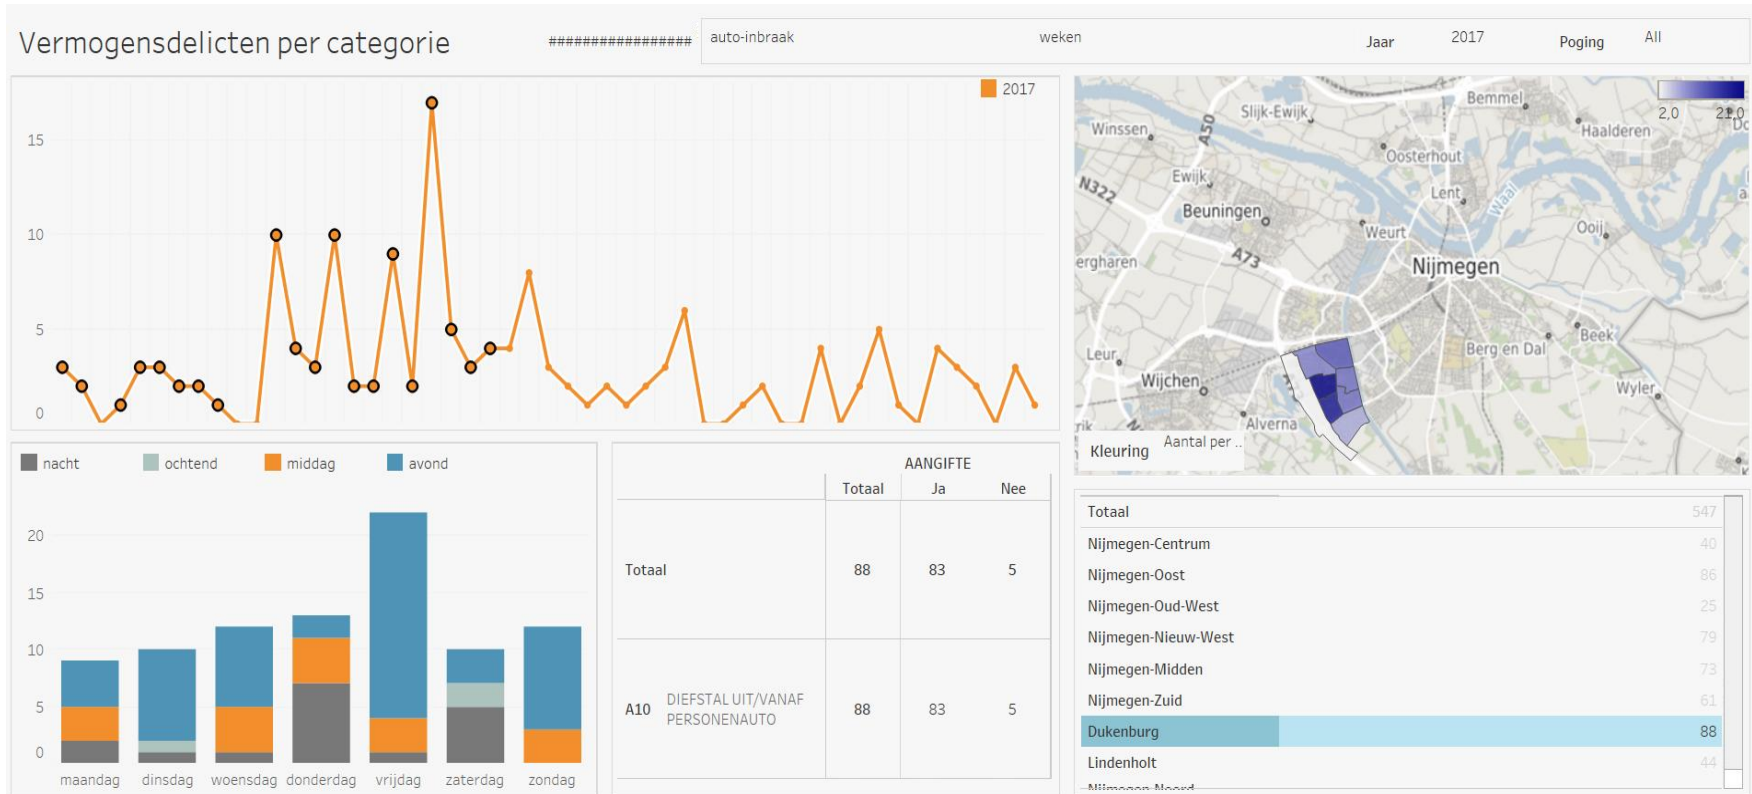 Vermogensdelicten per categorie
################# auto-inbraak weken Jaar 2017 Poging All
2017
15
10
5
0
nacht ochtend middag avond
20
15
10
5
0
maandag dinsdag woensdag donderdag vrijdag zaterdag zondag
AANGIFTE
Totaal Ja Nee
Totaal 88 83 5
A10 DIEFSTAL UIT/VANAF
PERSONENAUTO 88 83 5
2,0 21,0
Bemmel
Slijk-Ewijk
Winssen
A50
Haalderen
Do
Oosterhout
Ewijk
N322
Lent
Waal
Beuningen
Weurt
Ooij
A73
ergharen
Nijmegen
Beek
Leur
Berg en Dal
Wijchen
Wyler
Alverna
Kleuring Aantal per ..
Totaal 547
Nijmegen-Centrum 40
Nijmegen-Oost 86
Nijmegen-Oud-West 25
Nijmegen-Nieuw-West 79
Nijmegen-Midden 73
Nijmegen-Zuid 61
Dukenburg 88
Lindenholt 44
Nijmegen-Noord